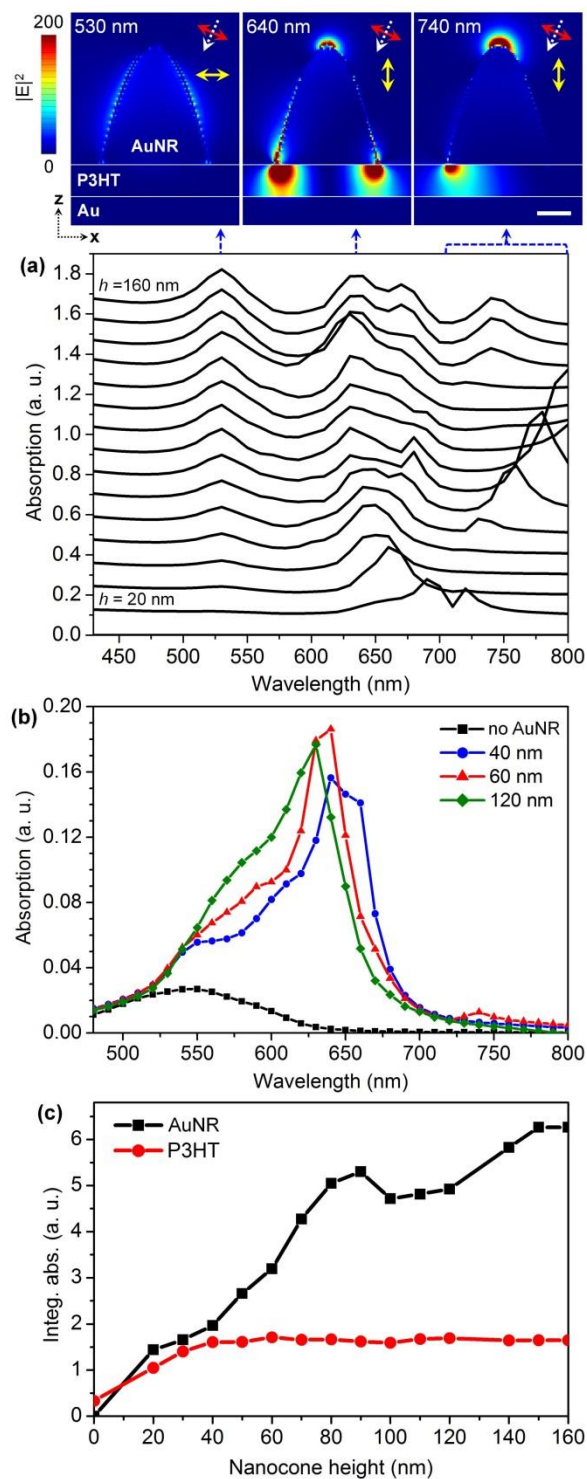 530 nm
640 nm
740 nm
200
|E|²
0
AuNR
P3HT
Au
z
x
(a)
h = 160 nm
h = 20 nm
Absorption (a. u.)
1.8
1.6
1.4
1.2
1.0
0.8
0.6
0.4
0.2
0.0
450 500 550 600 650 700 750 800
Wavelength (nm)
(b)
no AuNR
40 nm
60 nm
120 nm
Absorption (a. u.)
0.20
0.16
0.12
0.08
0.04
0.00
500 550 600 650 700 750 800
Wavelength (nm)
(c)
AuNR
P3HT
Integ. abs. (a. u.)
6
5
4
3
2
1
0
0 20 40 60 80 100 120 140 160
Nanocone height (nm)